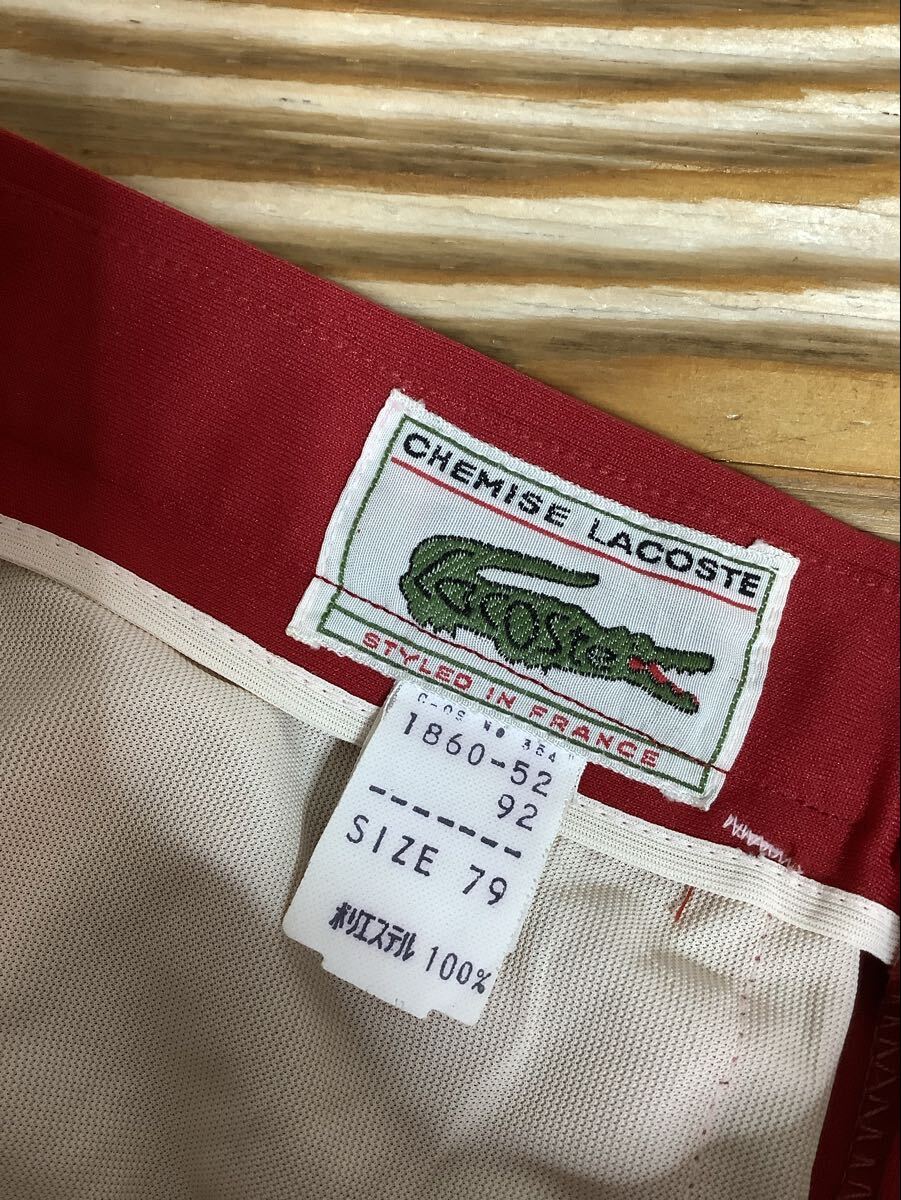 CHEMISE LACOSTE
Lacoste
STYLED IN FRANCE
1860-52
92
------
SIZE 79
ポリエステル 100%